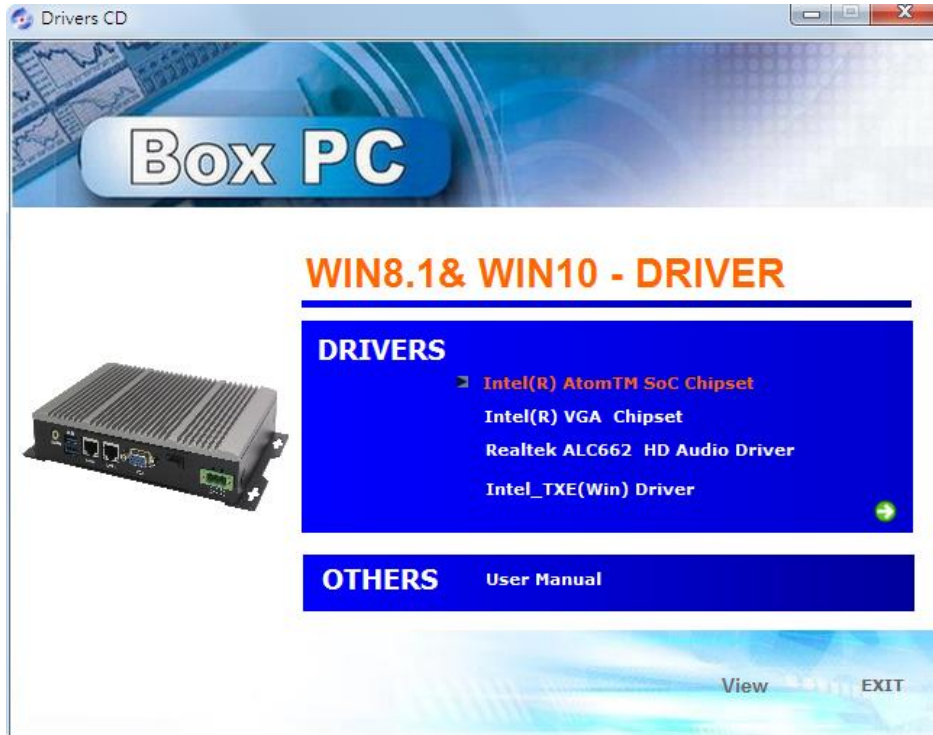 Drivers CD
Box PC
WIN8.1& WIN10 - DRIVER
DRIVERS
Intel(R) AtomTM SoC Chipset
Intel(R) VGA Chipset
Realtek ALC662 HD Audio Driver
Intel_TXE(Win) Driver
OTHERS
User Manual
View
EXIT